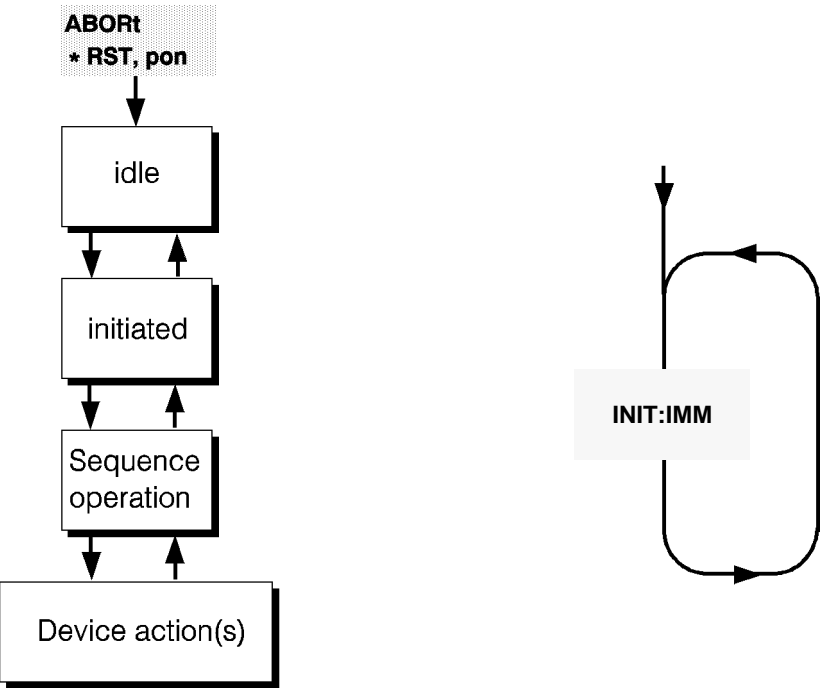 ABORt
* RST, pon
idle
initiated
Sequence
operation
Device action(s)
INIT:IMM